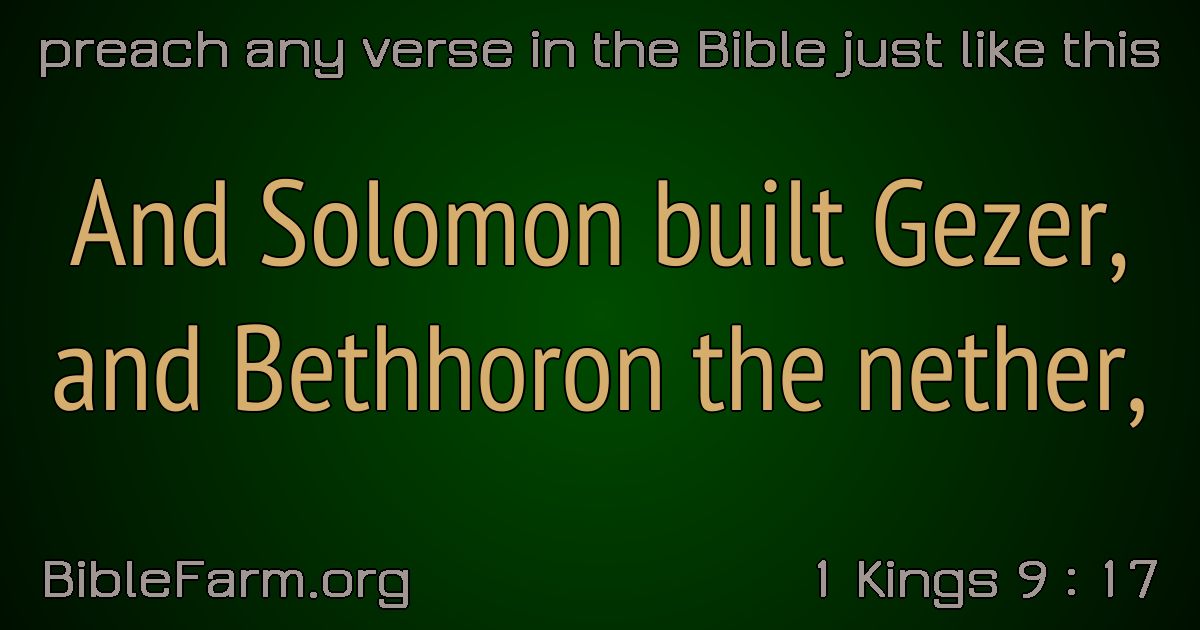 preach any verse in the Bible just like this
And Solomon built Gezer,
and Bethhoron the nether,
BibleFarm.org
1 Kings 9 : 17